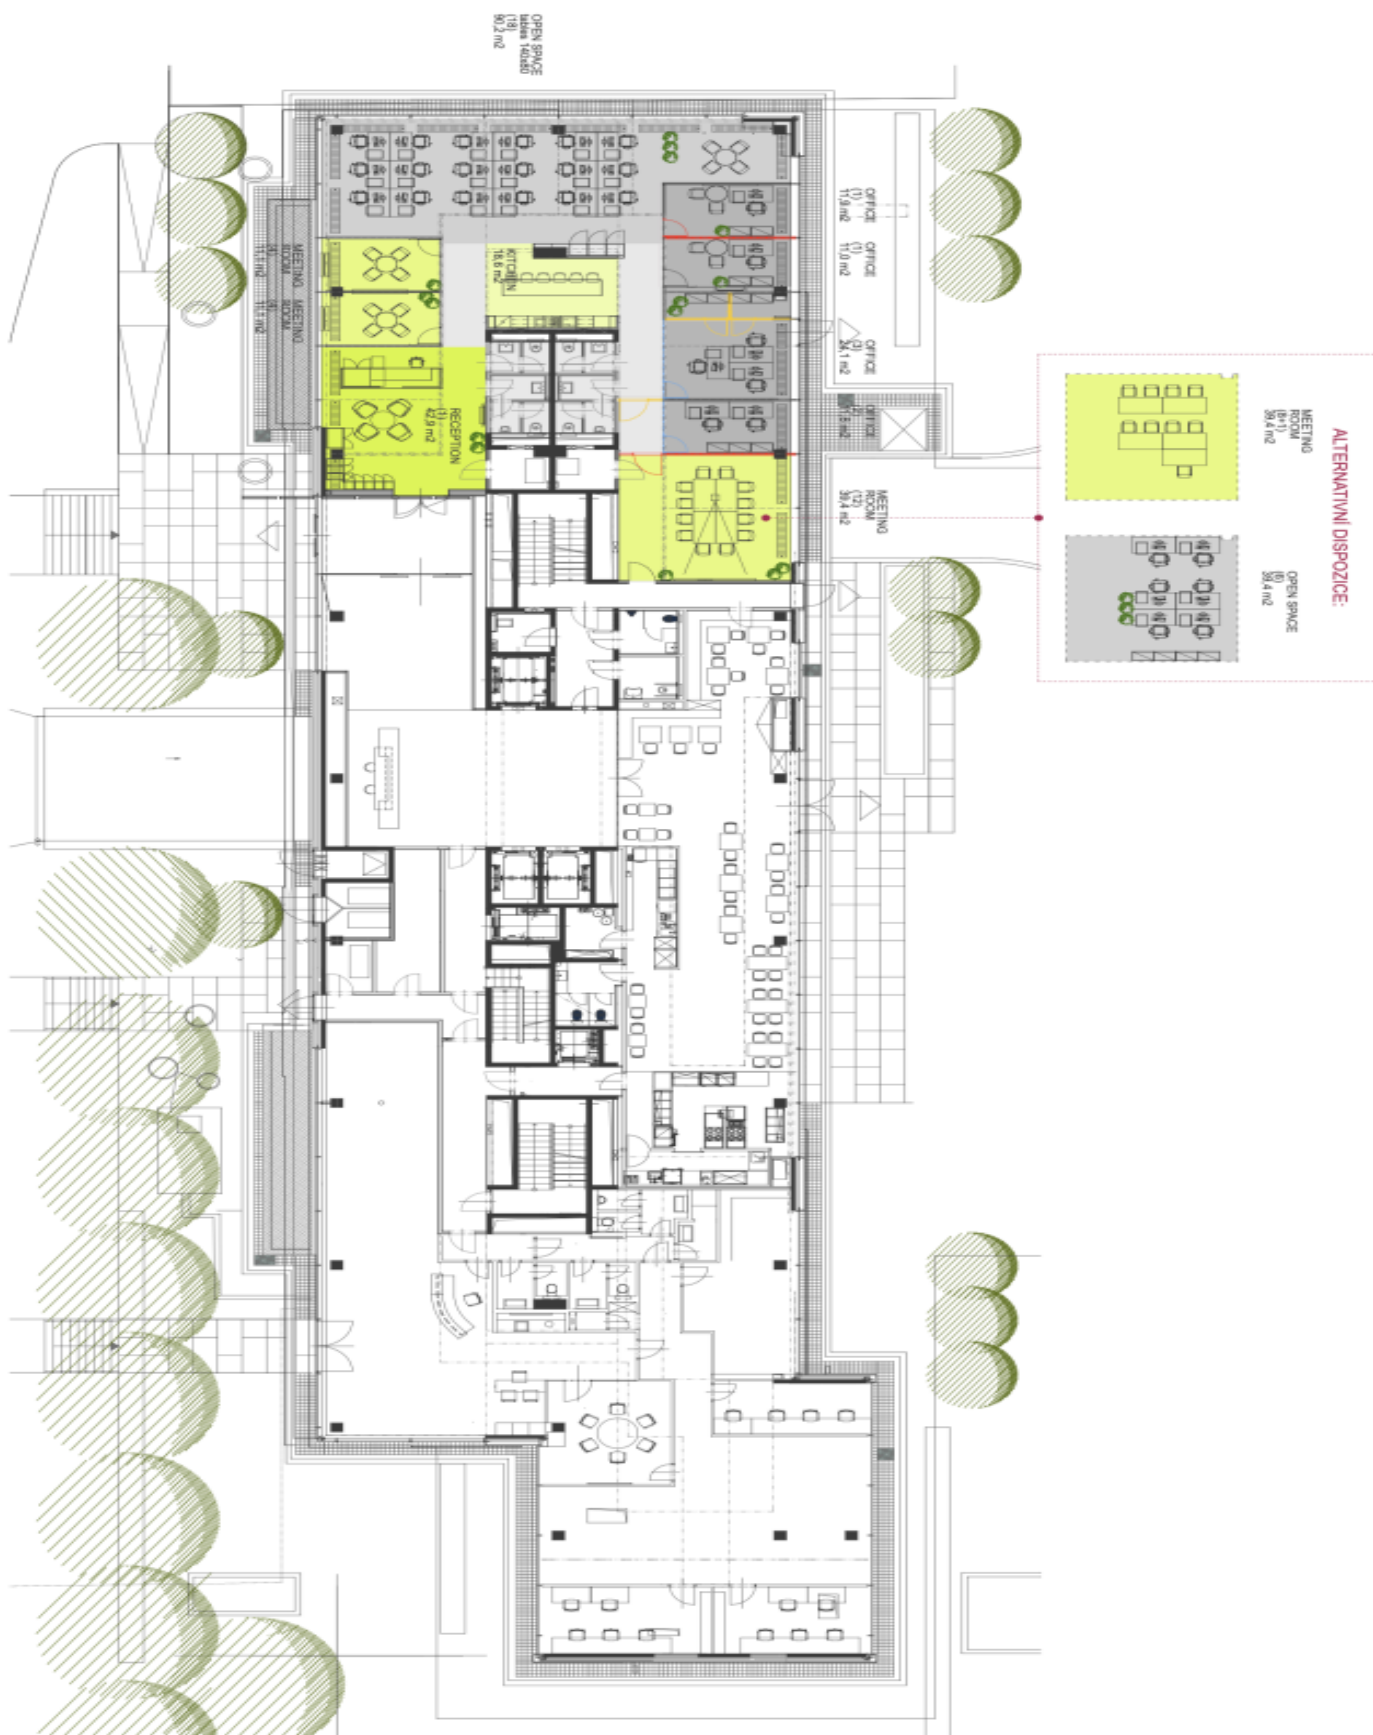 OPEN SPACE
tables 140x80
(18)
90,2 m2
OFFICE
(1)
11,9 m2
OFFICE
(1)
11,0 m2
OFFICE
(3)
24,1 m2
OFFICE
(2)
11,5 m2
MEETING
ROOM
(12)
39,4 m2
MEETING
ROOM
(4)
11,1 m2
MEETING
ROOM
(4)
KITCHEN
18,6 m2
RECEPTION
(1)
42,9 m2
ALTERNATIVNÍ DISPOZICE:
MEETING
ROOM
(8+1)
39,4 m2
OPEN SPACE
(6)
39,4 m2